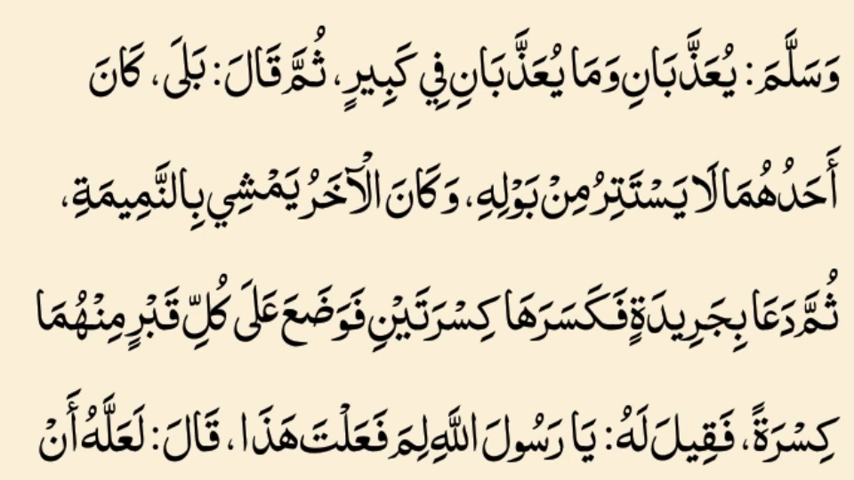 وَسَلَّمَ: يُعَذَّبَانِ وَمَا يُعَذَّبَانِ فِي كَبِيرٍ، ثُمَّ قَالَ: بَلَى، كَانَ
أَحَدُهُمَا لَا يَسْتَتِرُ مِنْ بَوْلِهِ، وَكَانَ الْآخَرُ يَمْشِي بِالنَّمِيمَةِ،
ثُمَّ دَعَا بِجَرِيدَةٍ فَكَسَرَهَا كِسْرَتَيْنِ فَوَضَعَ عَلَى كُلِّ قَبْرٍ مِنْهُمَا
كِسْرَةً، فَقِيلَ لَهُ: يَا رَسُولَ اللَّهِ لِمَ فَعَلْتَ هَذَا، قَالَ: لَعَلَّهُ أَنْ